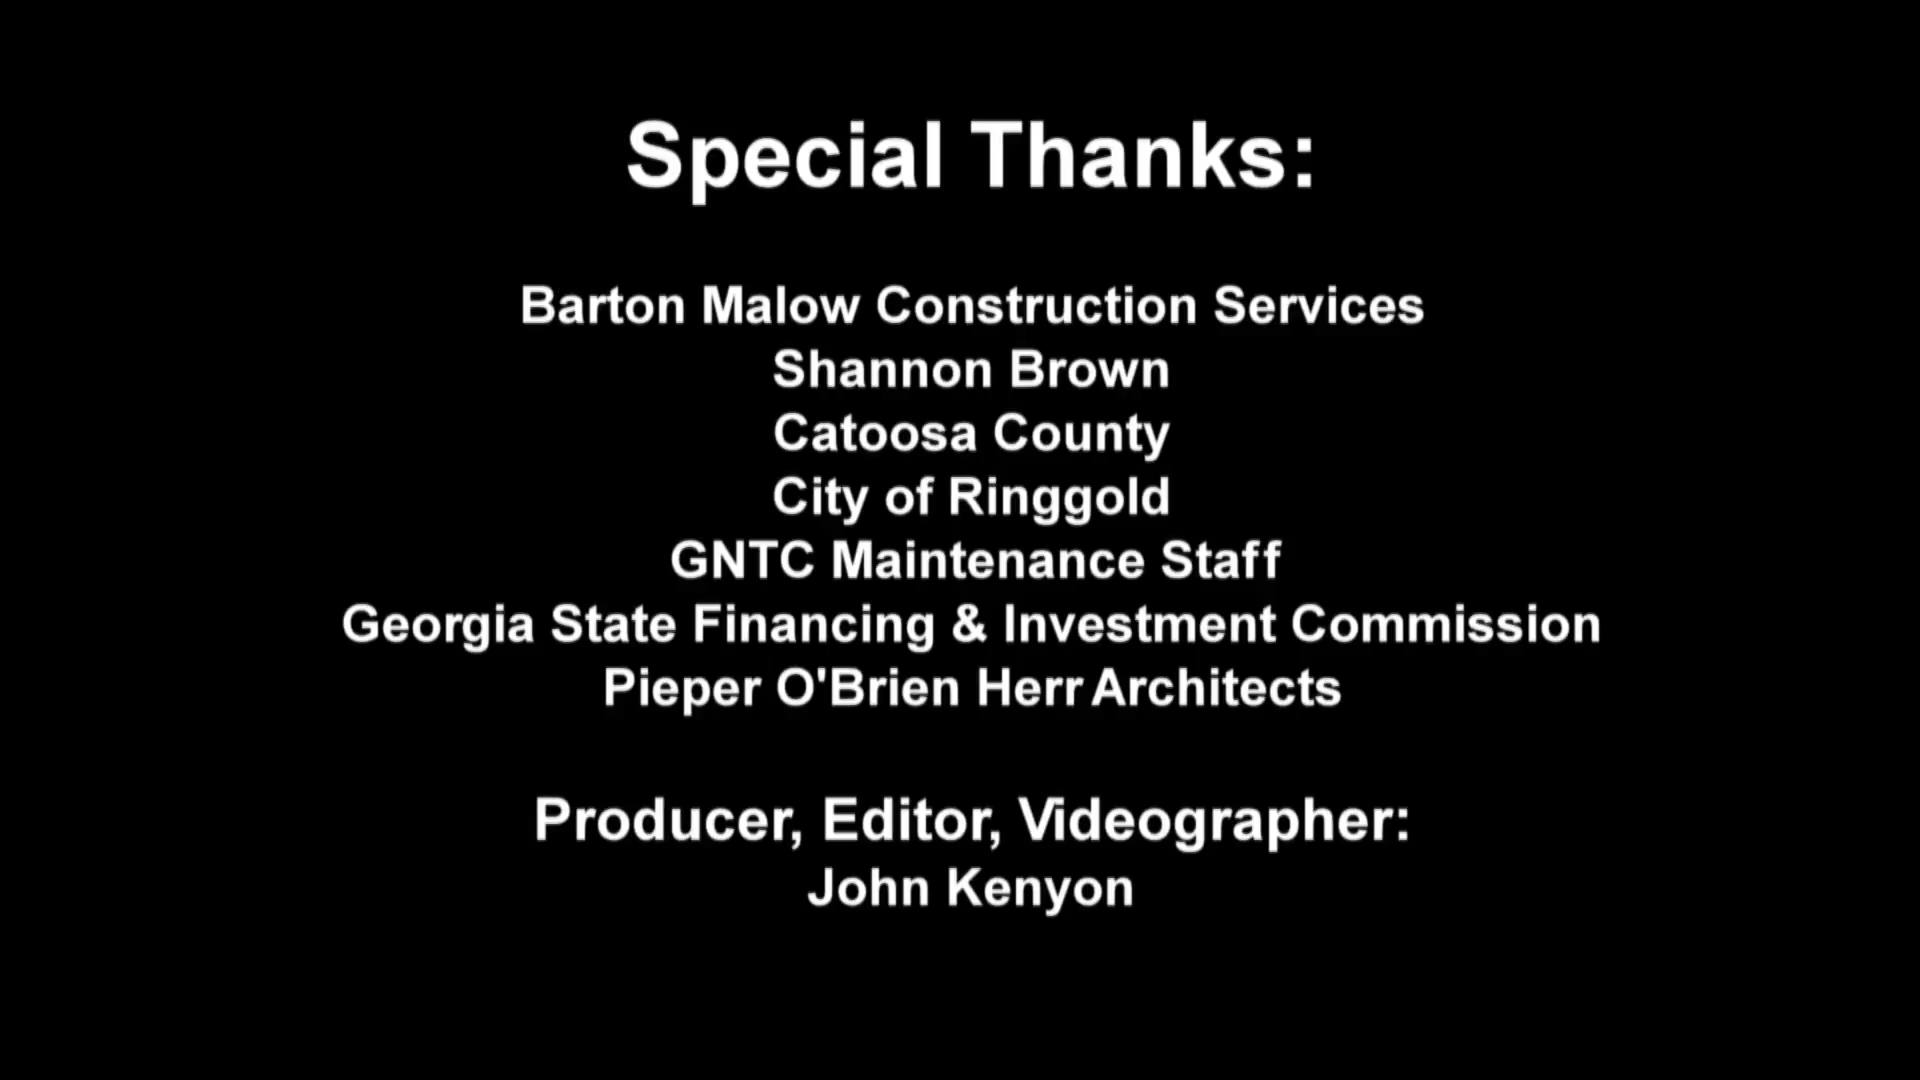 Special Thanks:
Barton Malow Construction Services
Shannon Brown
Catoosa County
City of Ringgold
GNTC Maintenance Staff
Georgia State Financing & Investment Commission
Pieper O'Brien Herr Architects
Producer, Editor, Videographer:
John Kenyon